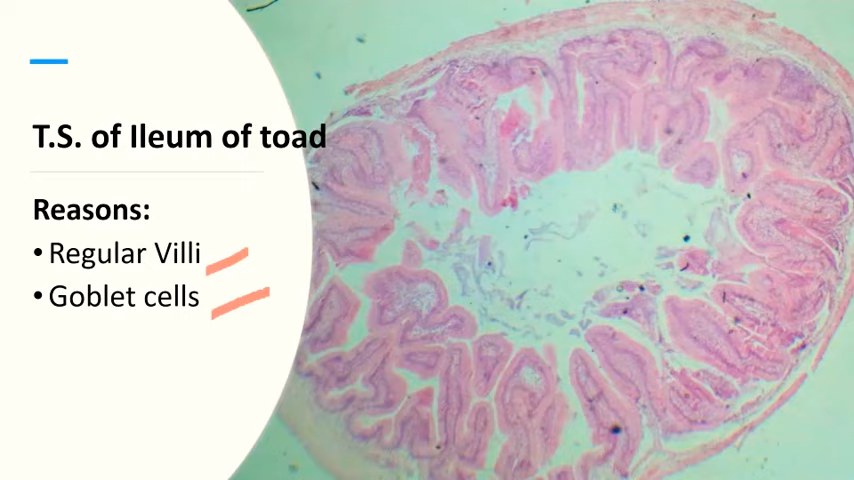 T.S. of Ileum of toad
Reasons:
•Regular Villi
•Goblet cells